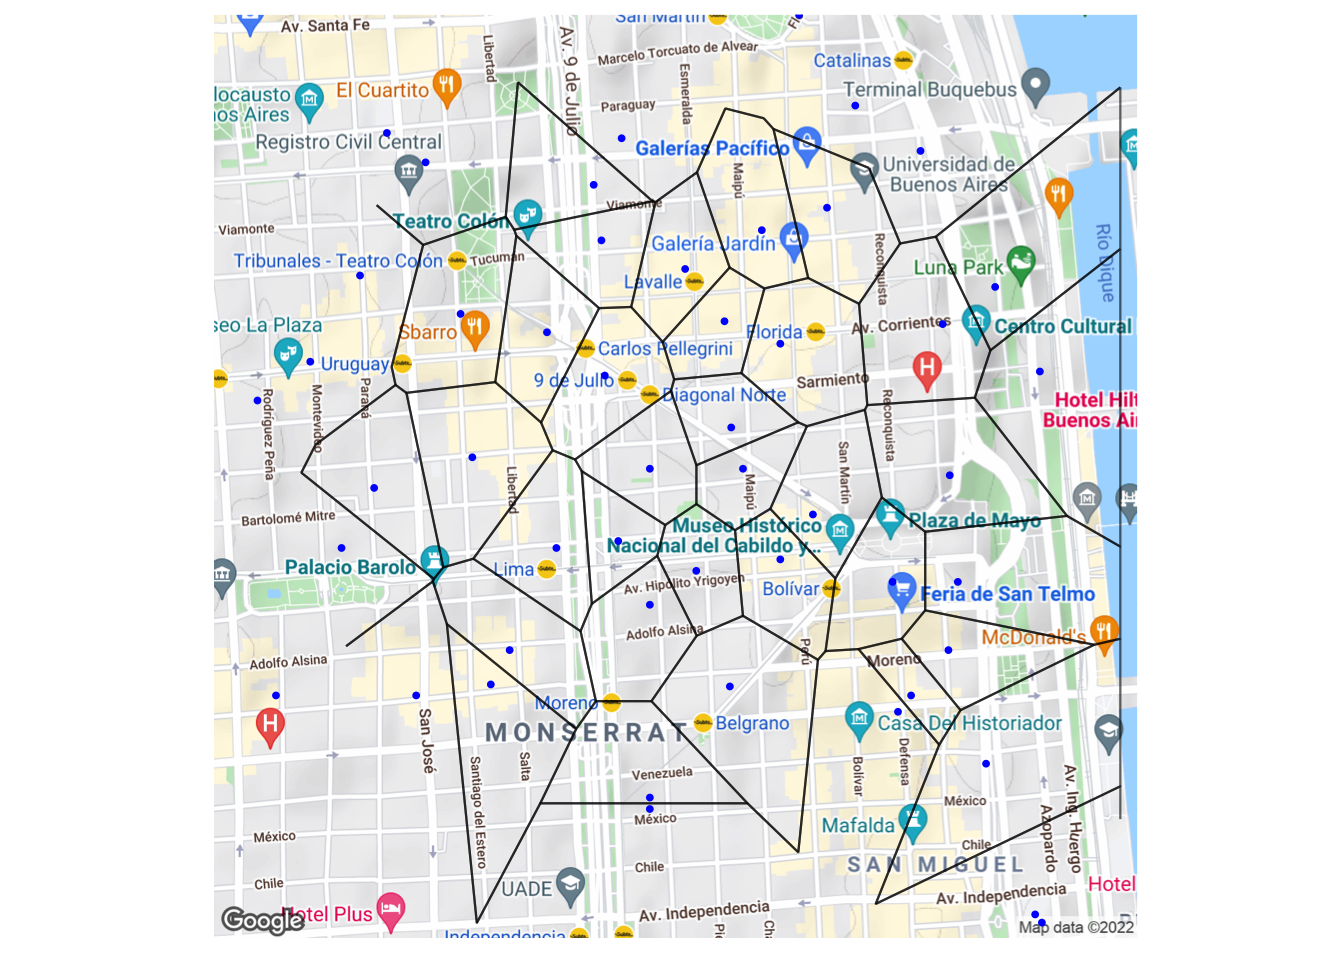 San Martín
Av. Santa Fe
Av. 9 de Julio
Libertad
Marcelo Torcuato de Alvear
Catalinas
Esmeralda
El Cuartito
locausto
os Aires
Terminal Buquebus
Paraguay
Registro Civil Central
Galerías Pacífico
Maipú
Universidad de
Buenos Aires
Viamonte
Teatro Colón
Viamonte
Galería Jardín
Reconquista
Río Dique
Tribunales - Teatro Colón
Tucumán
Luna Park
Lavalle
seo La Plaza
Sbarro
Florida
Av. Corrientes
Centro Cultural
Carlos Pellegrini
Uruguay
9 de Julio
Diagonal Norte
Sarmiento
Rodríguez Peña
Montevideo
Paraná
Reconquista
Hotel Hilt
Buenos Ai
San Martín
Libertad
Maipú
Bartolomé Mitre
Museo Histórico
Nacional del Cabildo y...
Plaza de Mayo
Palacio Barolo
Lima
Av. Hipólito Yrigoyen
Bolívar
Feria de San Telmo
Adolfo Alsina
McDonald's
Perú
Moreno
Adolfo Alsina
Moreno
San José
MONSERRAT
Belgrano
Casa Del Historiador
Santiago del Estero
Salta
Venezuela
Bolívar
Defensa
México
Av. Ing. Huergo
Azopardo
México
Mafalda
México
Chile
SAN MIGUEL
Chile
Chile
UADE
Av. Independencia
Hotel
Hotel Plus
Av. Independencia
Google
Independencia
Map data ©2022